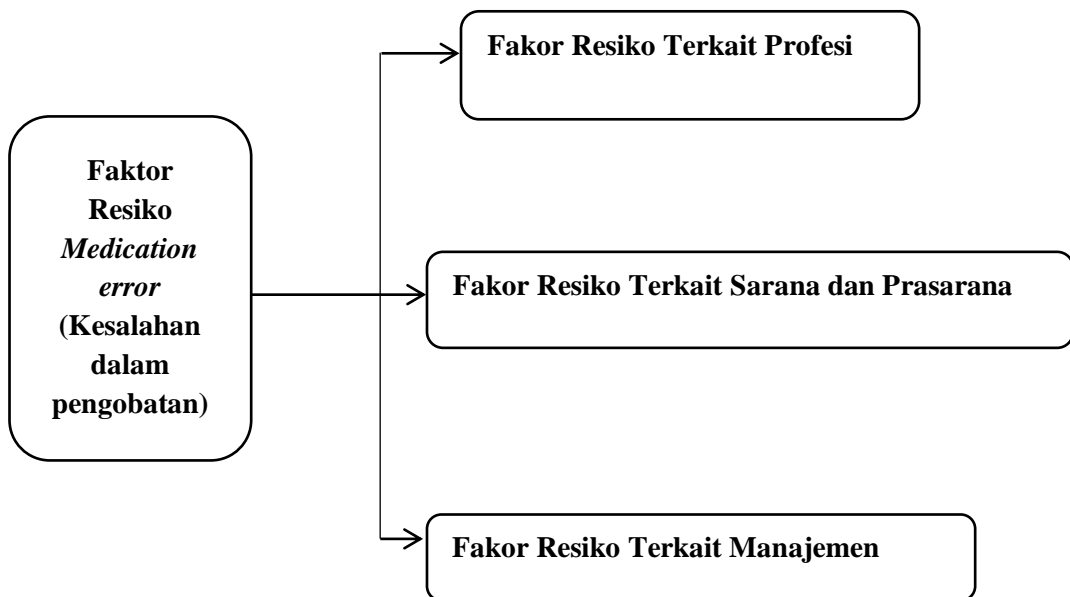 Faktor
Resiko
Medication
error
(Kesalahan
dalam
pengobatan)
Fakor Resiko Terkait Profesi
Fakor Resiko Terkait Sarana dan Prasarana
Fakor Resiko Terkait Manajemen